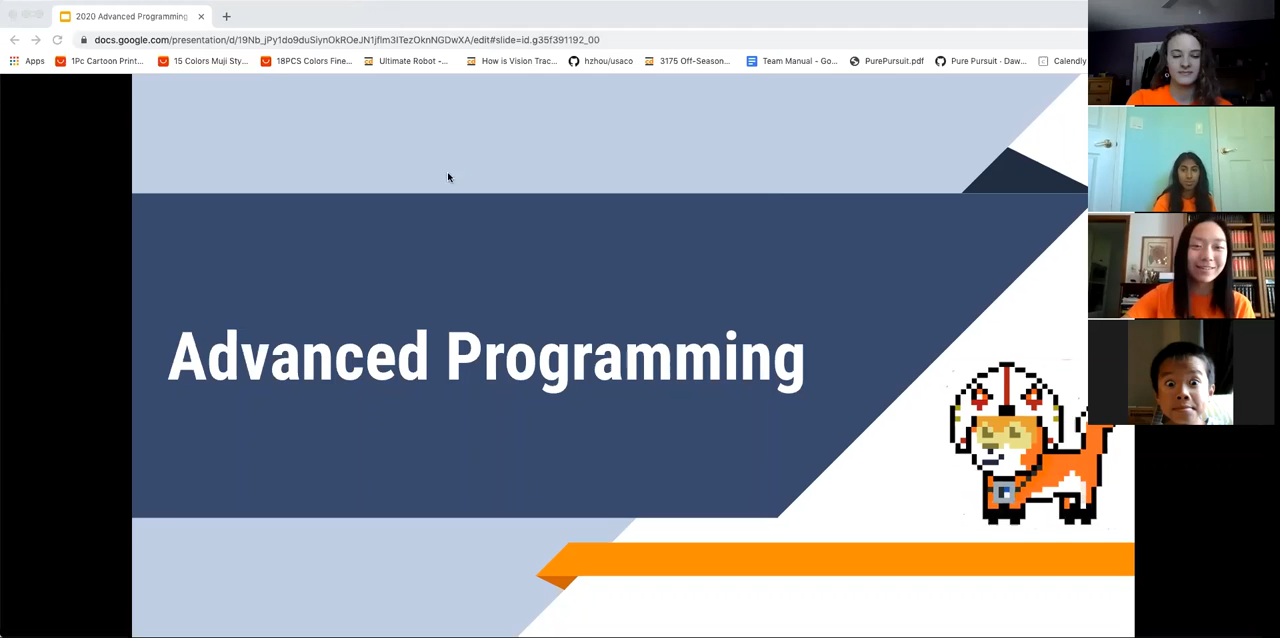 2020 Advanced Programming
docs.google.com/presentation/d/19Nb_jPy1do9duSiynOkROeJN1jflm3ITezOknNGDwXA/edit#slide=id.g35f391192_00
Apps 1Pc Cartoon Print... 15 Colors Muji Sty... 18PCS Colors Fine... Ultimate Robot -... How is Vision Trac... hzhou/usaco 3175 Off-Season... Team Manual - Go... PurePursuit.pdf Pure Pursuit · Daw... Calendly
Advanced Programming